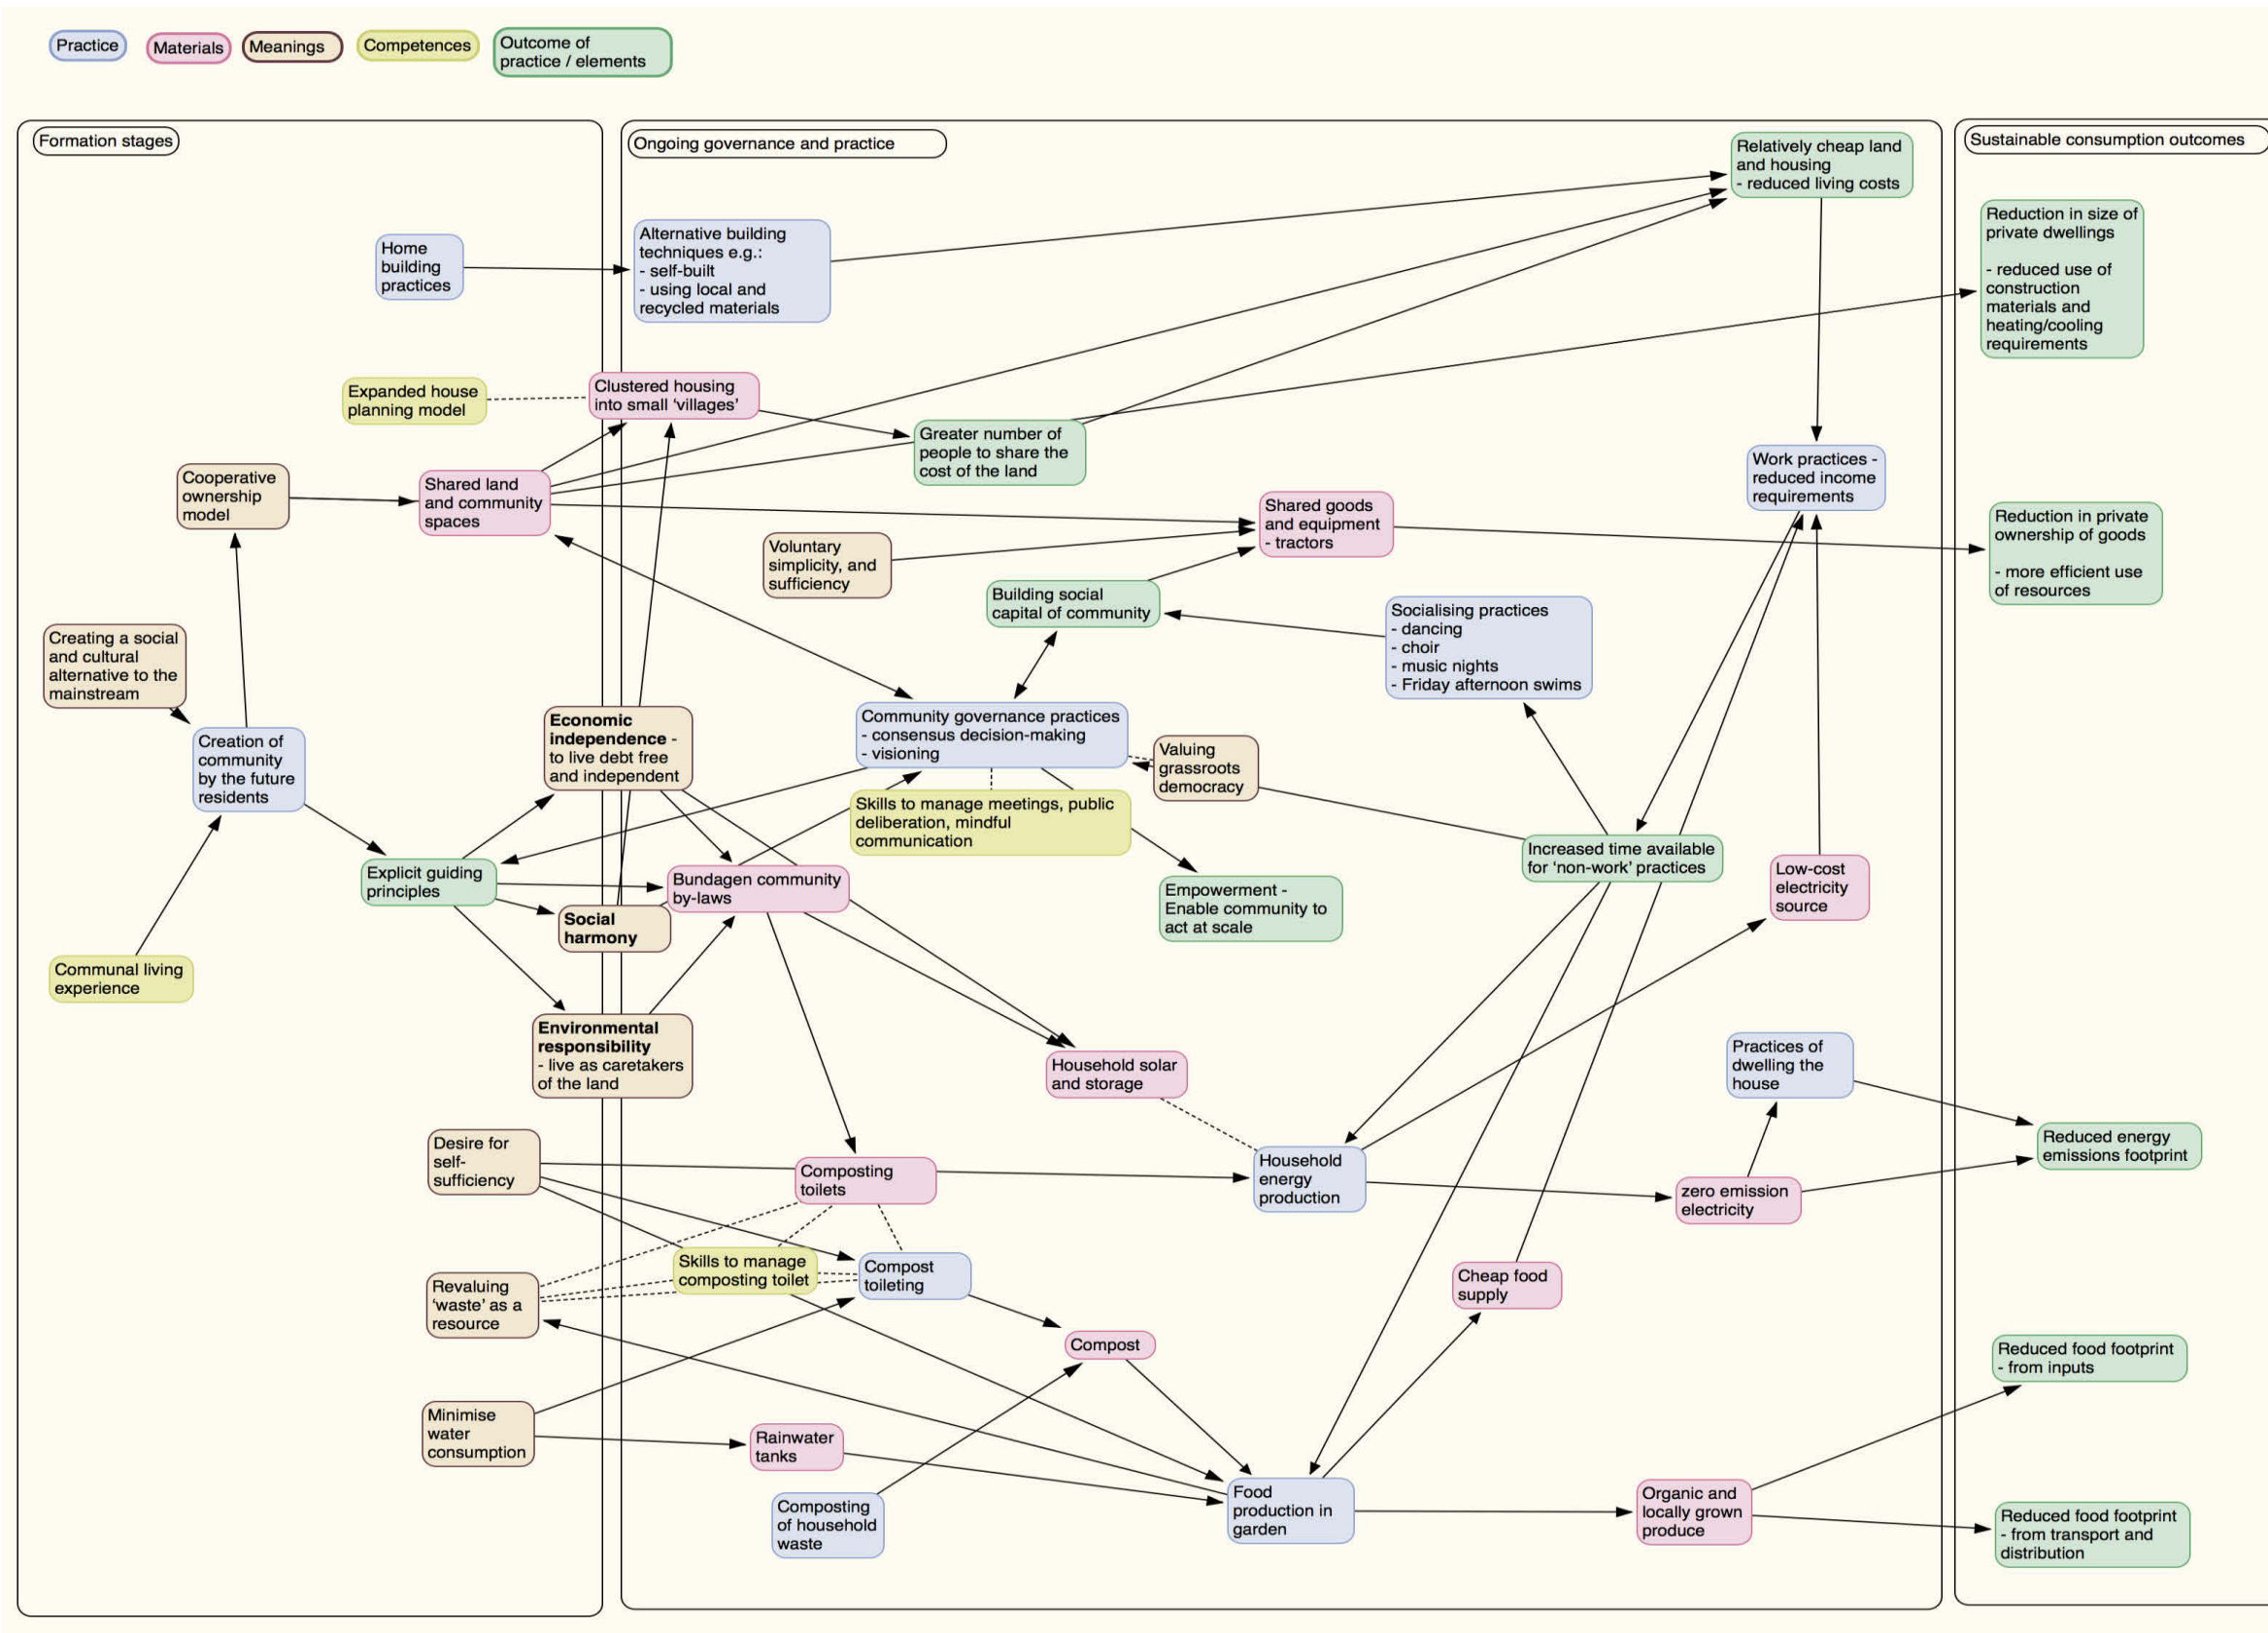 Practice
Materials
Meanings
Competences
Outcome of
practice / elements
Formation stages
Home
building
practices
Expanded house
planning model
Cooperative
ownership
model
Shared land
and community
spaces
Creating a social
and cultural
alternative to the
mainstream
Creation of
community
by the future
residents
Communal living
experience
Explicit guiding
principles
Economic
independence -
to live debt free
and independent
Social
harmony
Environmental
responsibility
- live as caretakers
of the land
Desire for
self-
sufficiency
Revaluing
‘waste’ as a
resource
Minimise
water
consumption
Ongoing governance and practice
Alternative building
techniques e.g.:
- self-built
- using local and
recycled materials
Clustered housing
into small ‘villages’
Greater number of
people to share the
cost of the land
Relatively cheap land
and housing
- reduced living costs
Work practices -
reduced income
requirements
Shared goods
and equipment
- tractors
Voluntary
simplicity, and
sufficiency
Building social
capital of community
Socialising practices
- dancing
- choir
- music nights
- Friday afternoon swims
Community governance practices
- consensus decision-making
- visioning
Valuing
grassroots
democracy
Skills to manage meetings, public
deliberation, mindful
communication
Bundagen community
by-laws
Empowerment -
Enable community to
act at scale
Increased time available
for ‘non-work’ practices
Low-cost
electricity
source
Household solar
and storage
Practices of
dwelling the
house
Composting
toilets
Household
energy
production
zero emission
electricity
Skills to manage
composting toilet
Compost
toileting
Cheap food
supply
Compost
Rainwater
tanks
Composting
of household
waste
Food
production in
garden
Organic and
locally grown
produce
Sustainable consumption outcomes
Reduction in size of
private dwellings
- reduced use of
construction
materials and
heating/cooling
requirements
Reduction in private
ownership of goods
- more efficient use
of resources
Reduced energy
emissions footprint
Reduced food footprint
- from inputs
Reduced food footprint
- from transport and
distribution